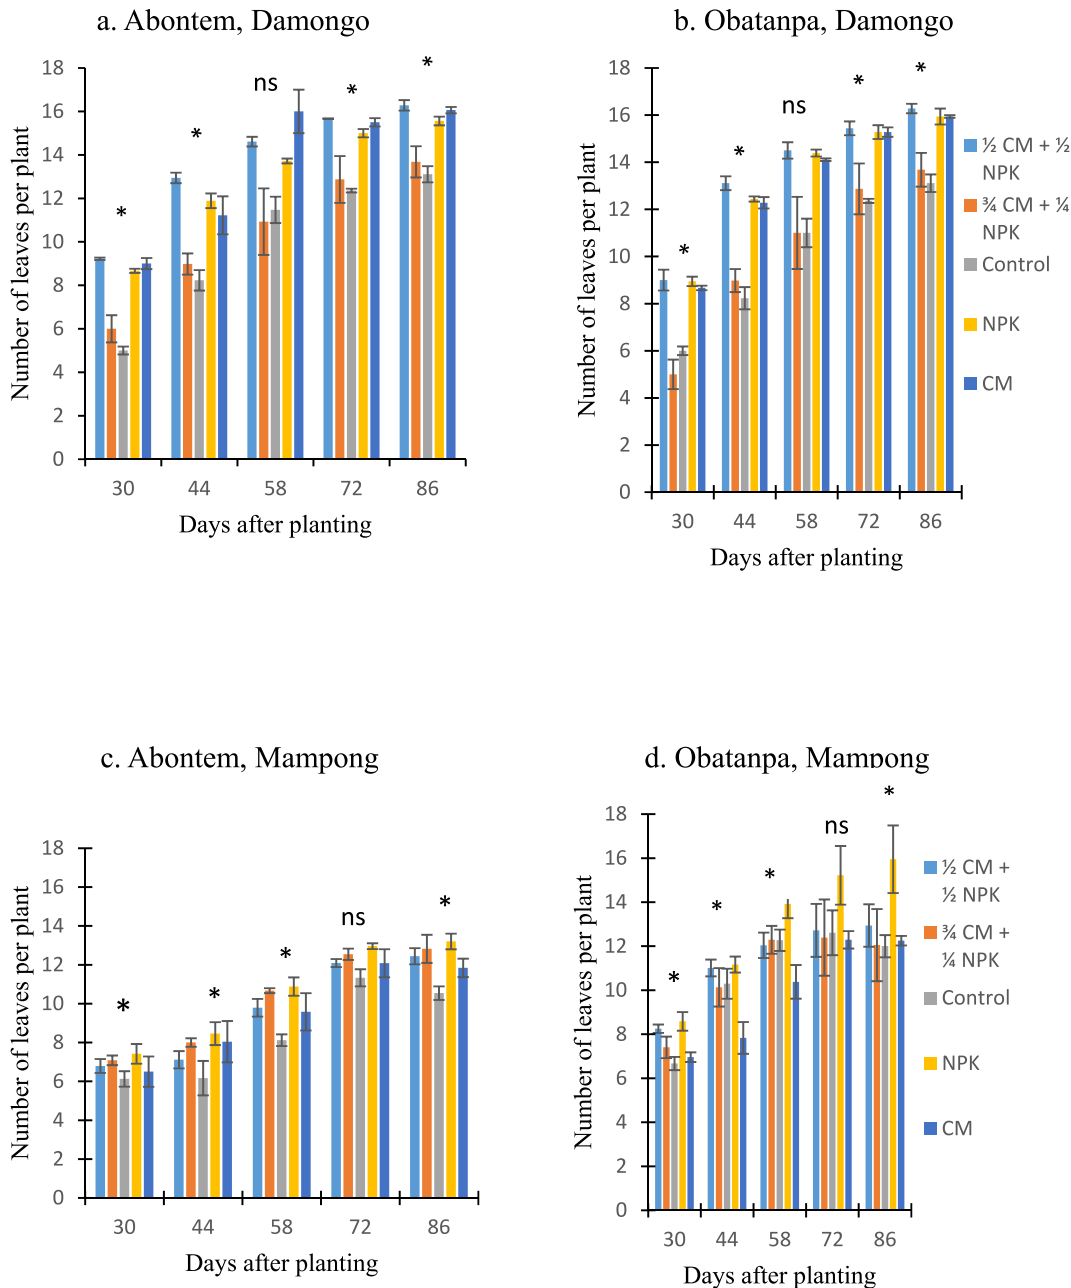 a. Abontem, Damongo
Number of leaves per plant
18
16
14
12
10
8
6
4
2
0
*
*
ns
*
*
30 44 58 72 86
Days after planting
b. Obatanpa, Damongo
Number of leaves per plant
18
16
14
12
10
8
6
4
2
0
*
*
ns
*
*
30 44 58 72 86
Days after planting
½ CM + ½
NPK
¾ CM + ¼
NPK
Control
NPK
CM
c. Abontem, Mampong
Number of leaves per plant
18
16
14
12
10
8
6
4
2
0
*
*
*
ns
*
30 44 58 72 86
Days after planting
d. Obatanpa, Mampong
Number of leaves per plant
18
16
14
12
10
8
6
4
2
0
*
*
*
ns
*
30 44 58 72 86
Days after planting
½ CM +
½ NPK
¾ CM +
¼ NPK
Control
NPK
CM